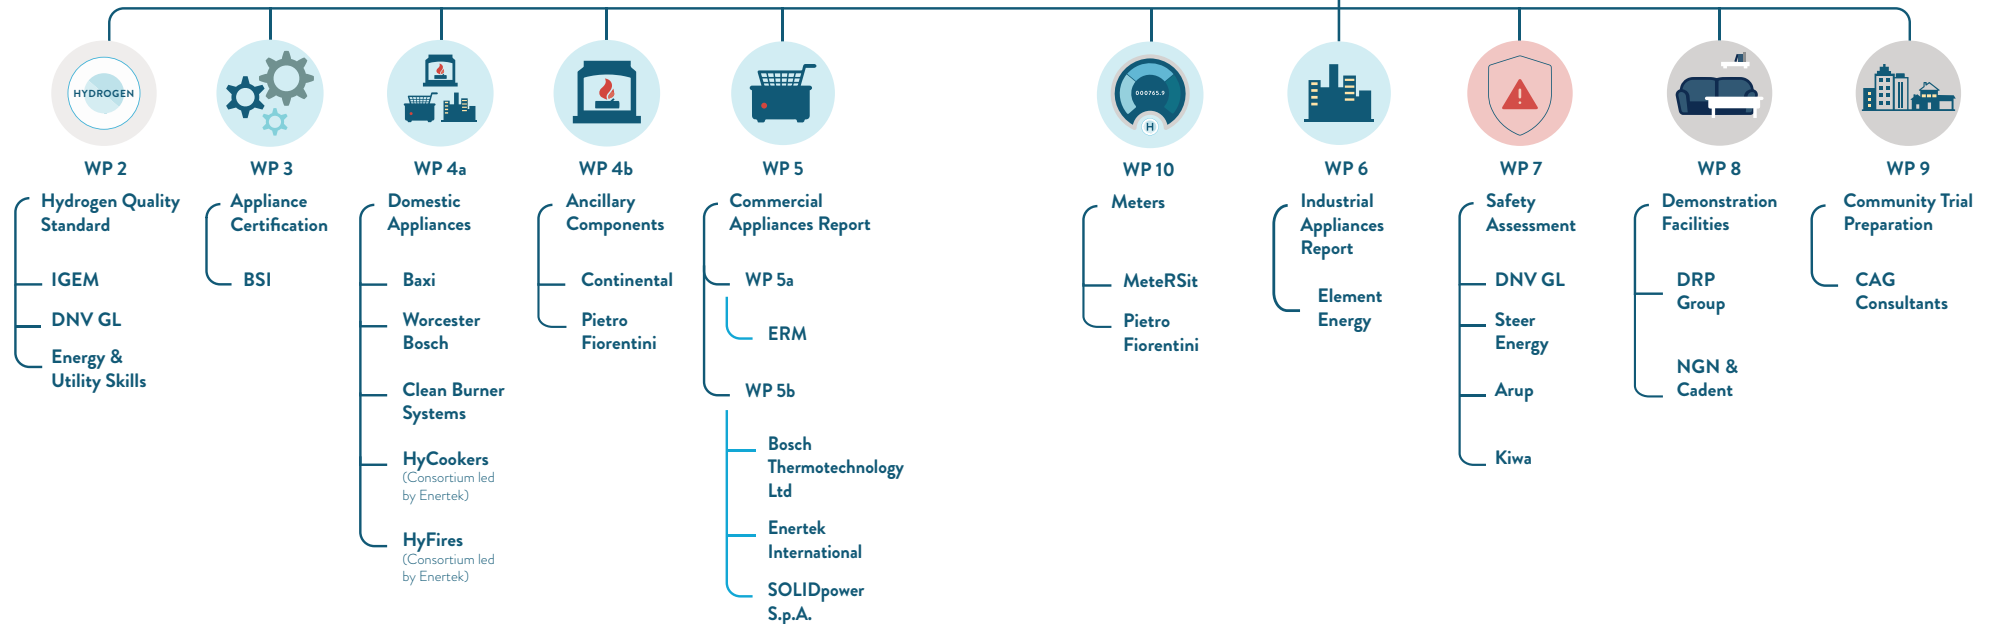 HYDROGEN
WP 2
Hydrogen Quality
Standard
IGEM
DNV GL
Energy &
Utility Skills
WP 3
Appliance
Certification
BSI
WP 4a
Domestic
Appliances
Baxi
Worcester
Bosch
Clean Burner
Systems
HyCookers
(Consortium led
by Enertek)
HyFires
(Consortium led
by Enertek)
WP 4b
Ancillary
Components
Continental
Pietro
Fiorentini
WP 5
Commercial
Appliances Report
WP 5a
ERM
WP 5b
Bosch
Thermotechnology
Ltd
Enertek
International
SOLIDpower
S.p.A.
000765.9
H
WP 10
Meters
MeteRSit
Pietro
Fiorentini
WP 6
Industrial
Appliances
Report
Element
Energy
WP 7
Safety
Assessment
DNV GL
Steer
Energy
Arup
Kiwa
WP 8
Demonstration
Facilities
DRP
Group
NGN &
Cadent
WP 9
Community Trial
Preparation
CAG
Consultants